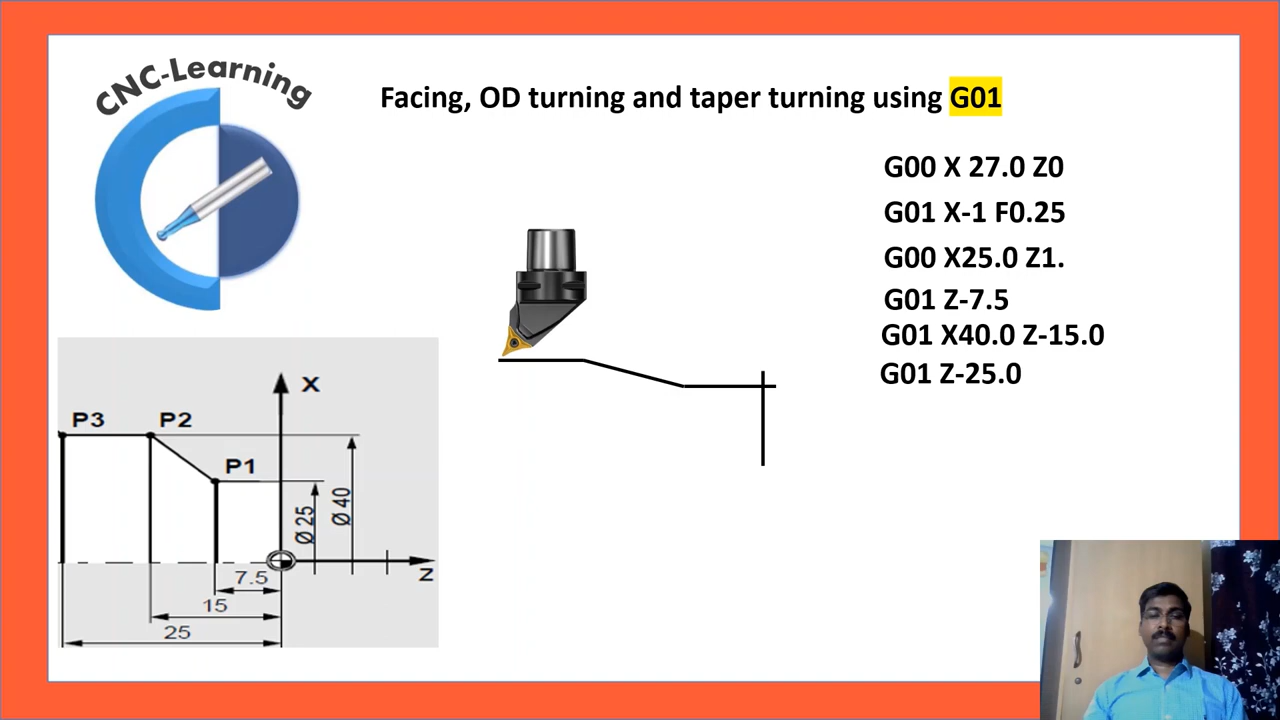 CNC-Learning
Facing, OD turning and taper turning using G01
G00 X 27.0 Z0
G01 X-1 F0.25
G00 X25.0 Z1.
G01 Z-7.5
G01 X40.0 Z-15.0
G01 Z-25.0
X
P3 P2
P1
Ø 25
Ø 40
Z
7.5
15
25